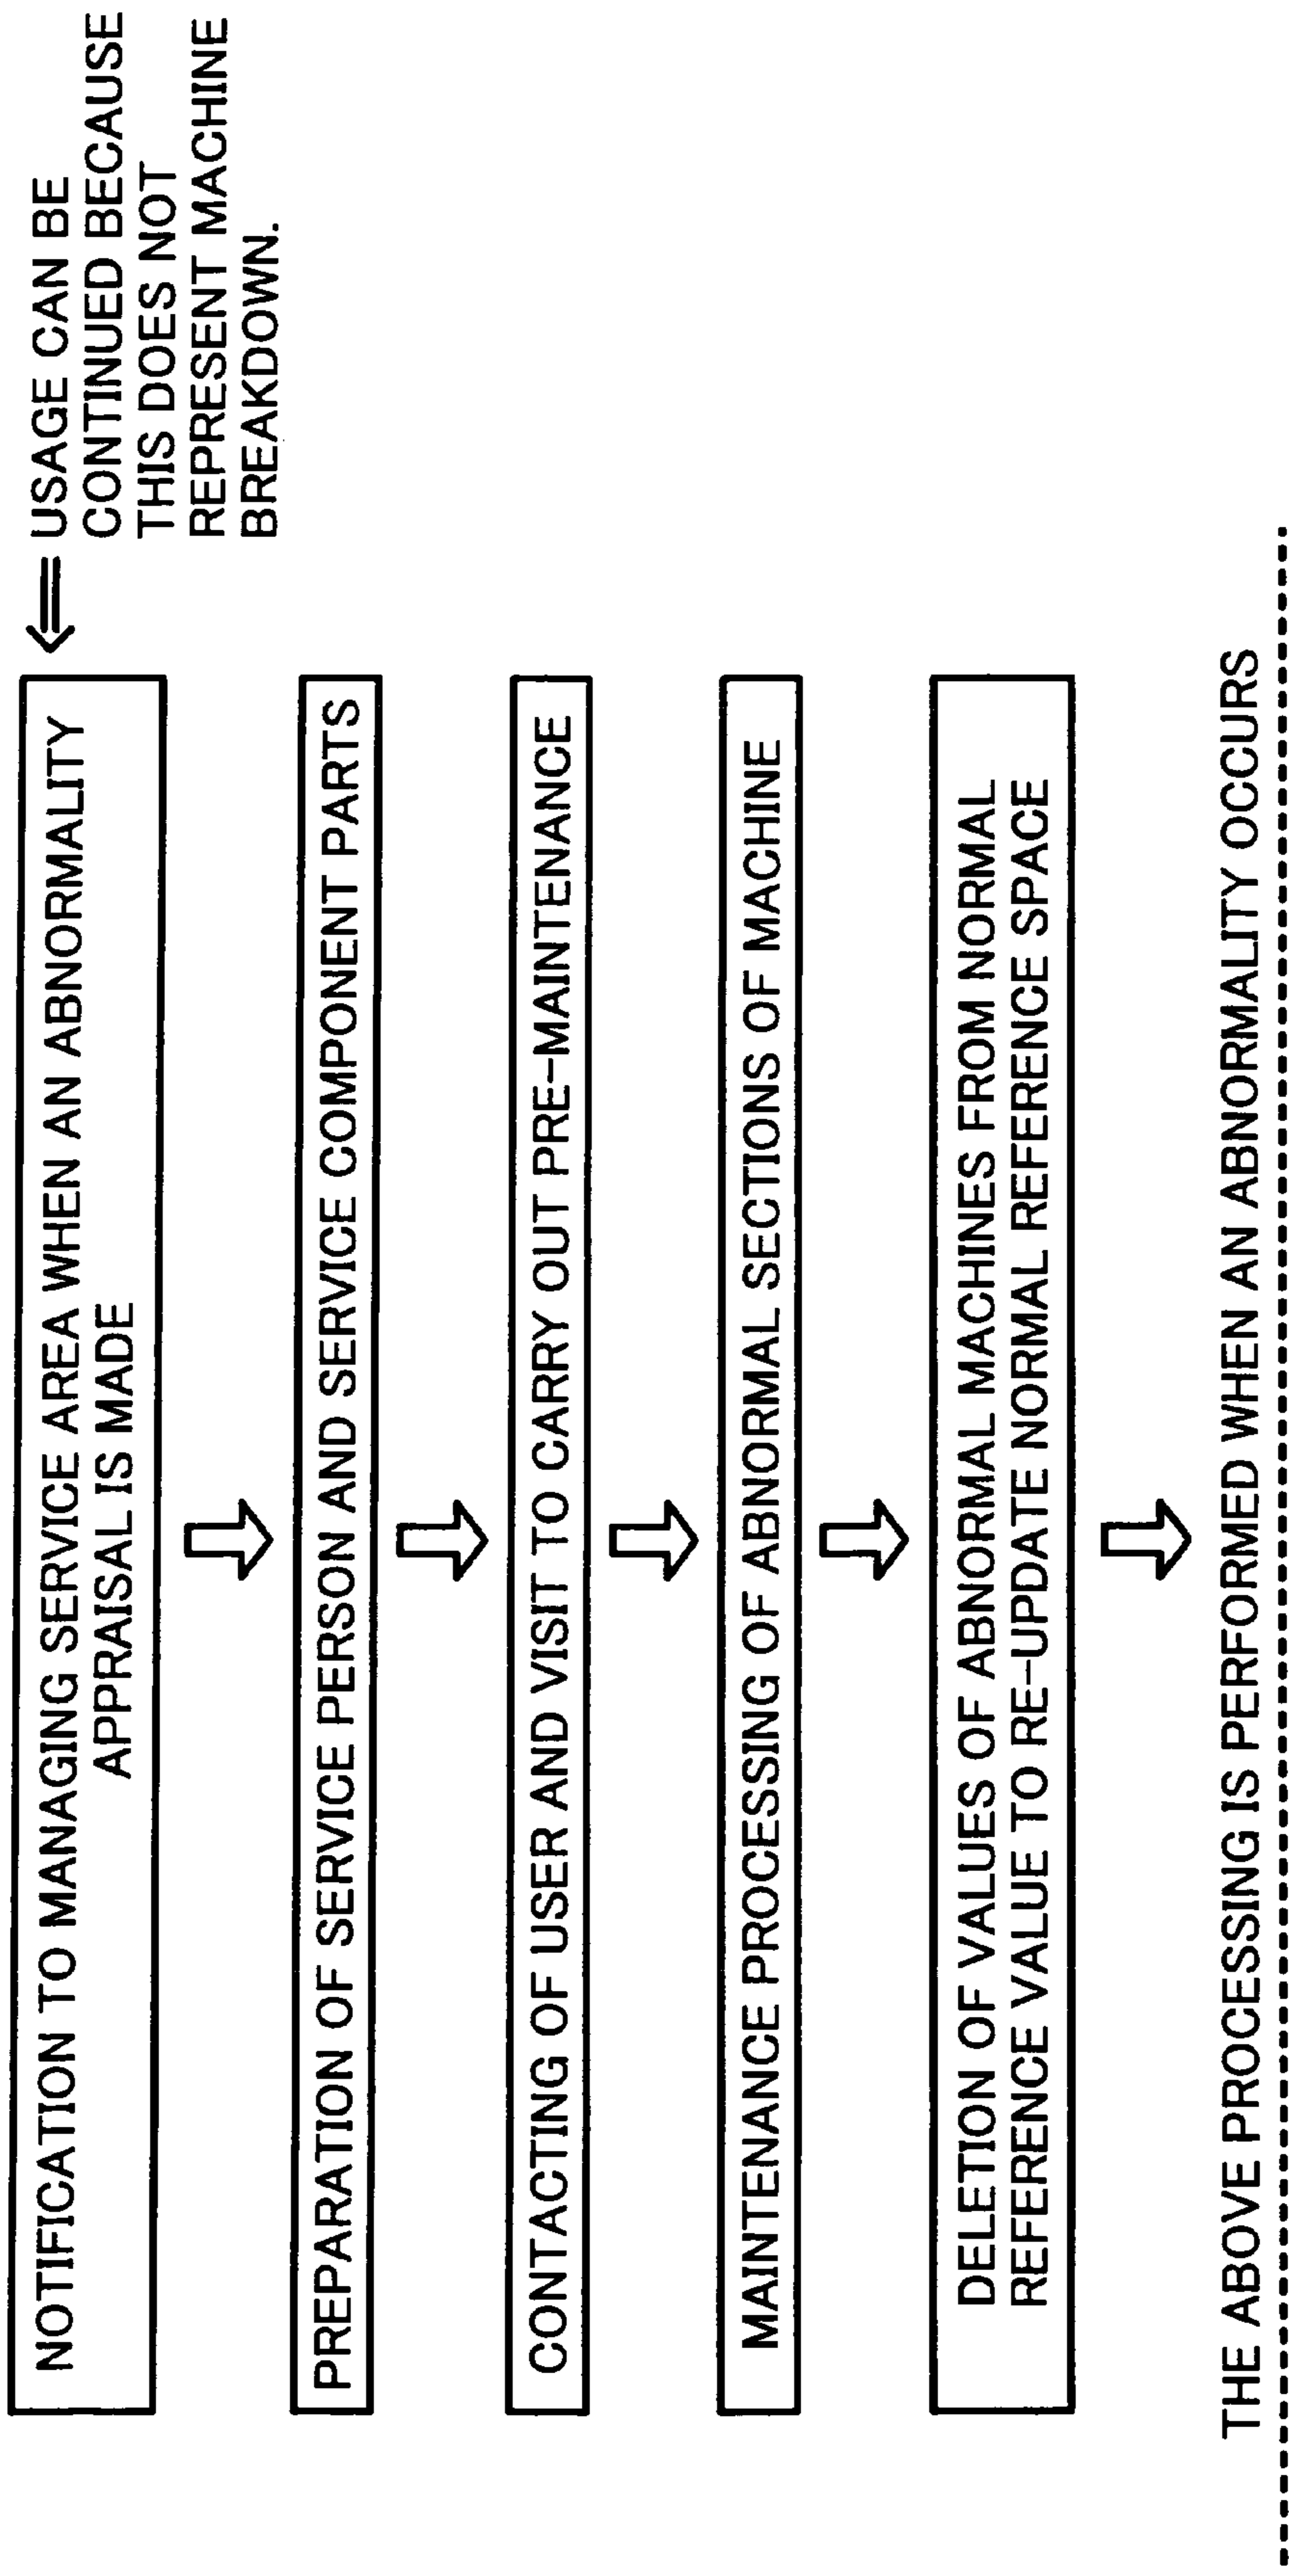 NOTIFICATION TO MANAGING SERVICE AREA WHEN AN ABNORMALITY
APPRAISAL IS MADE
USAGE CAN BE
CONTINUED BECAUSE
THIS DOES NOT
REPRESENT MACHINE
BREAKDOWN.
PREPARATION OF SERVICE PERSON AND SERVICE COMPONENT PARTS
CONTACTING OF USER AND VISIT TO CARRY OUT PRE-MAINTENANCE
MAINTENANCE PROCESSING OF ABNORMAL SECTIONS OF MACHINE
DELETION OF VALUES OF ABNORMAL MACHINES FROM NORMAL
REFERENCE VALUE TO RE-UPDATE NORMAL REFERENCE SPACE
THE ABOVE PROCESSING IS PERFORMED WHEN AN ABNORMALITY OCCURS